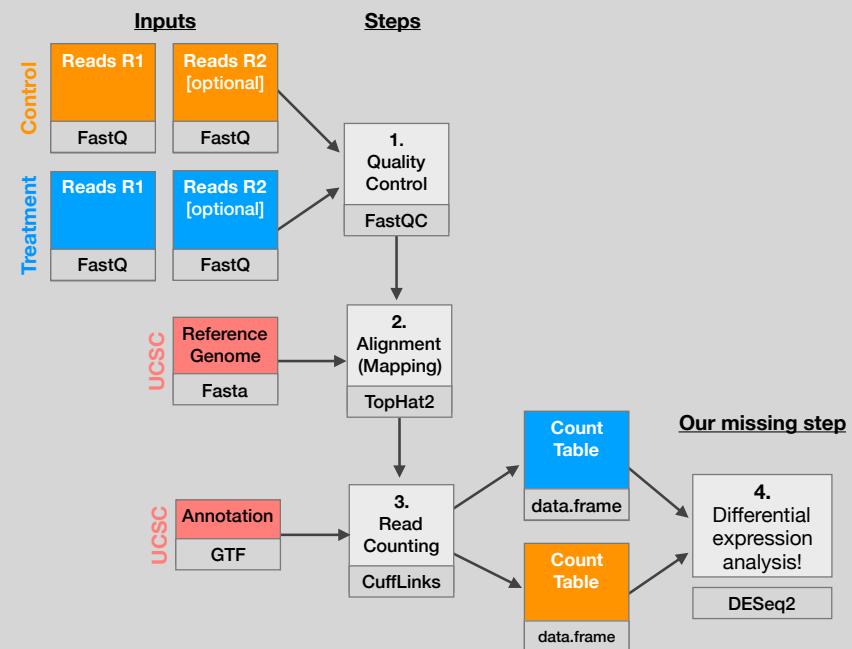 Inputs
Steps
Control
Reads R1
FastQ
Reads R2
[optional]
FastQ
1.
Quality
Control
FastQC
Treatment
Reads R1
FastQ
Reads R2
[optional]
FastQ
UCSC
Reference
Genome
Fasta
2.
Alignment
(Mapping)
TopHat2
UCSC
Annotation
GTF
3.
Read
Counting
CuffLinks
Count
Table
data.frame
Count
Table
data.frame
Our missing step
4.
Differential
expression
analysis!
DESeq2